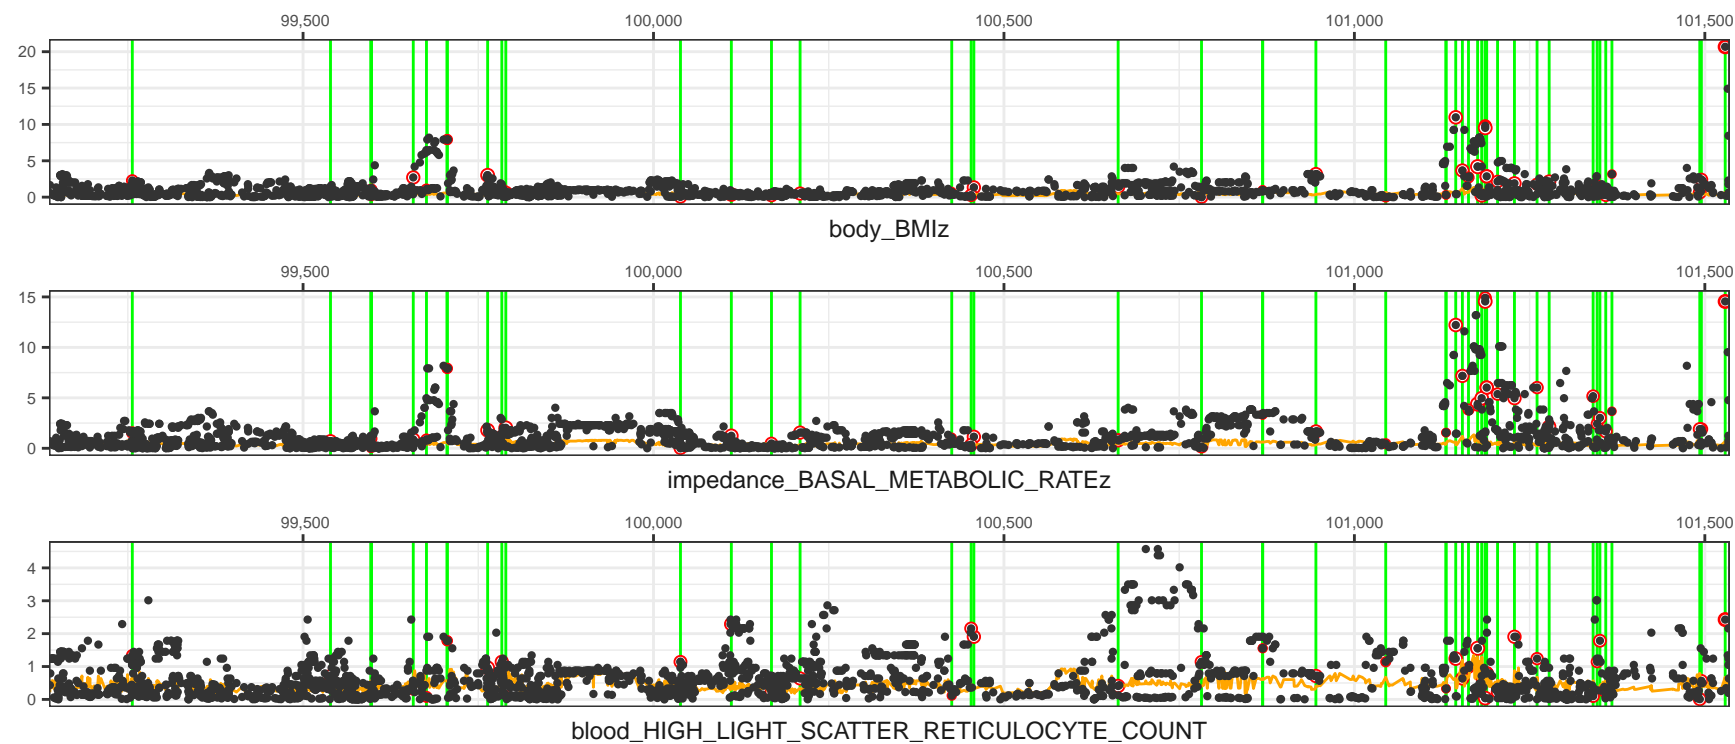 99,500 100,000 100,500 101,000 101,500
20
15
10
5
0
body_BMIz
99,500 100,000 100,500 101,000 101,500
15
10
5
0
impedance_BASAL_METABOLIC_RATEz
99,500 100,000 100,500 101,000 101,500
4
3
2
1
0
blood_HIGH_LIGHT_SCATTER_RETICULOCYTE_COUNT